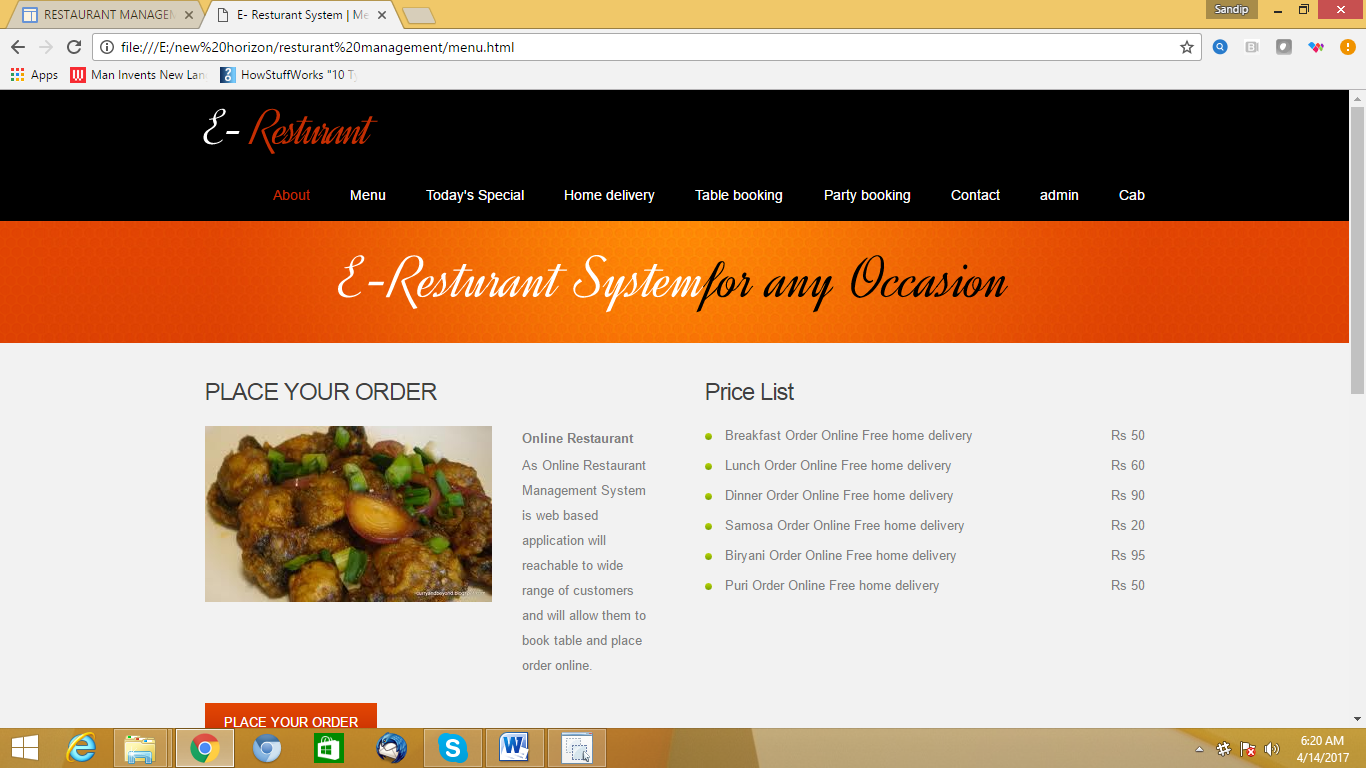 RESTAURANT MANAGEM
E- Resturant System | Me
Sandip
file:///E:/new%20horizon/resturant%20management/menu.html
Apps
Man Invents New Lan
HowStuffWorks "10 Ty
E- Resturant
About Menu Today's Special Home delivery Table booking Party booking Contact admin Cab
E-Resturant Systemfor any Occasion
PLACE YOUR ORDER
Online Restaurant
As Online Restaurant
Management System
is web based
application will
reachable to wide
range of customers
and will allow them to
book table and place
order online.
PLACE YOUR ORDER
Price List
Breakfast Order Online Free home delivery Rs 50
Lunch Order Online Free home delivery Rs 60
Dinner Order Online Free home delivery Rs 90
Samosa Order Online Free home delivery Rs 20
Biryani Order Online Free home delivery Rs 95
Puri Order Online Free home delivery Rs 50
6:20 AM
4/14/2017